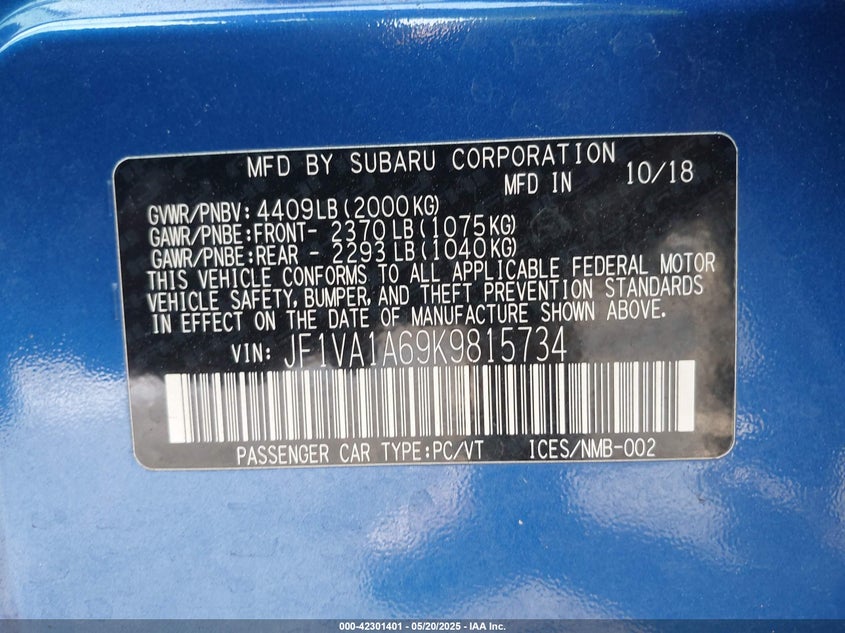 MFD BY SUBARU CORPORATION
MFD IN 10/18
GVWR/PNBV: 4409LB (2000KG)
GAWR/PNBE:FRONT- 2370LB(1075KG)
GAWR/PNBE:REAR - 2293LB(1040KG)
THIS VEHICLE CONFORMS TO ALL APPLICABLE FEDERAL MOTOR
VEHICLE SAFETY, BUMPER, AND THEFT PREVENTION STANDARDS
IN EFFECT ON THE DATE OF MANUFACTURE SHOWN ABOVE.
VIN: JF1VA1A69K9815734
PASSENGER CAR TYPE:PC/VT ICES/NMB-002
000-42301401 - 05/20/2025 - IAA Inc.